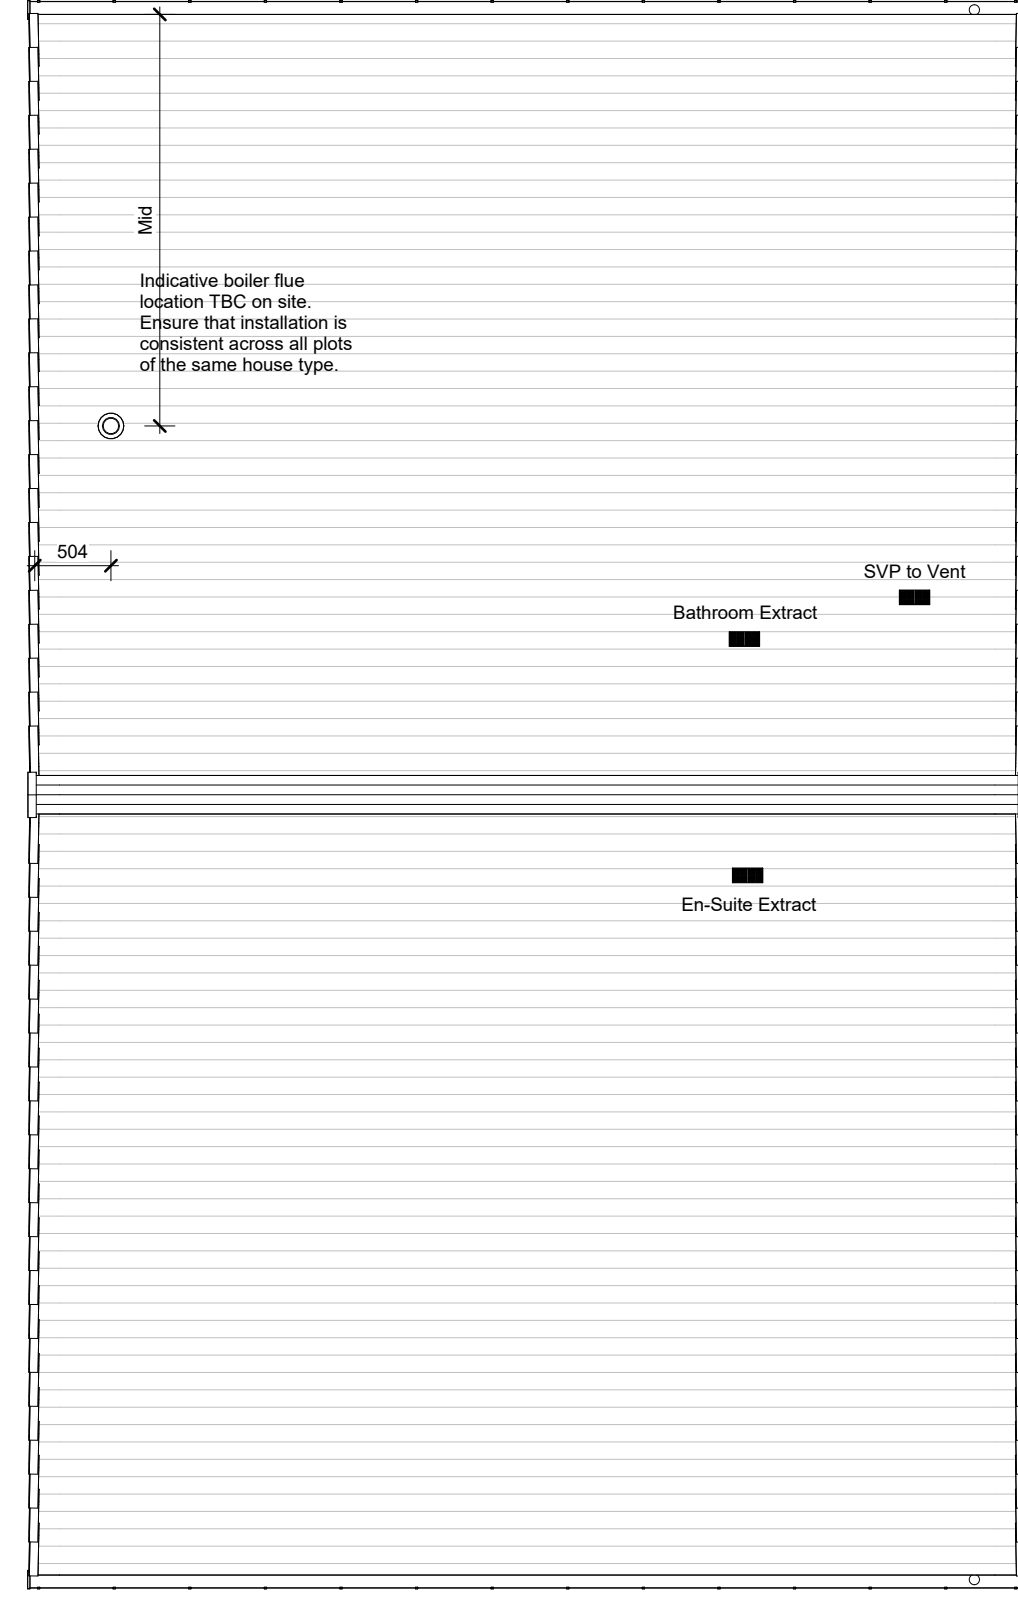 Mid
Indicative boiler flue
location TBC on site.
Ensure that installation is
consistent across all plots
of the same house type.
504
SVP to Vent
Bathroom Extract
En-Suite Extract